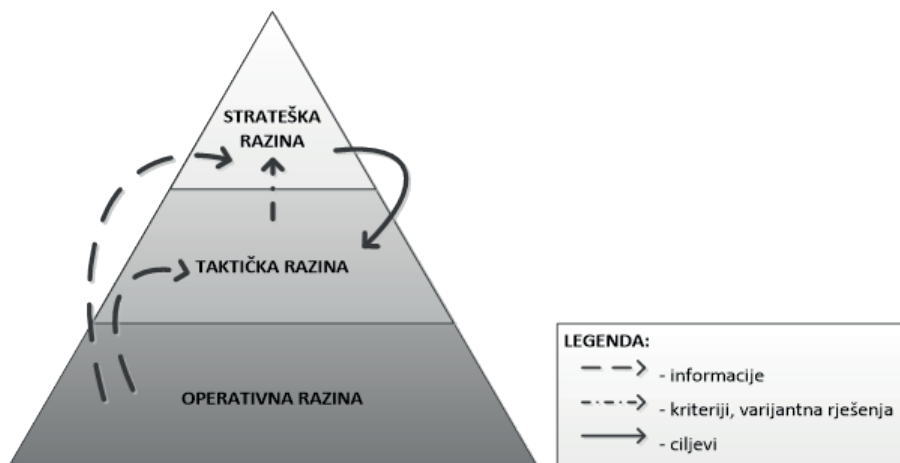 STRATEŠKA
RAZINA
TAKTIČKA RAZINA
OPERATIVNA RAZINA
LEGENDA:
- informacije
- kriteriji, varijantna rješenja
- ciljevi